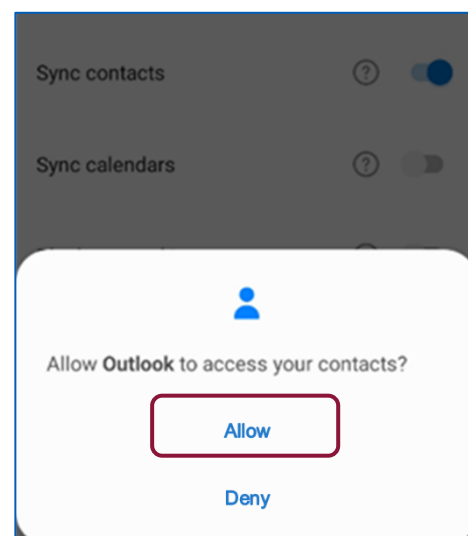 Sync contacts
?
Sync calendars
?
Allow Outlook to access your contacts?
Allow
Deny